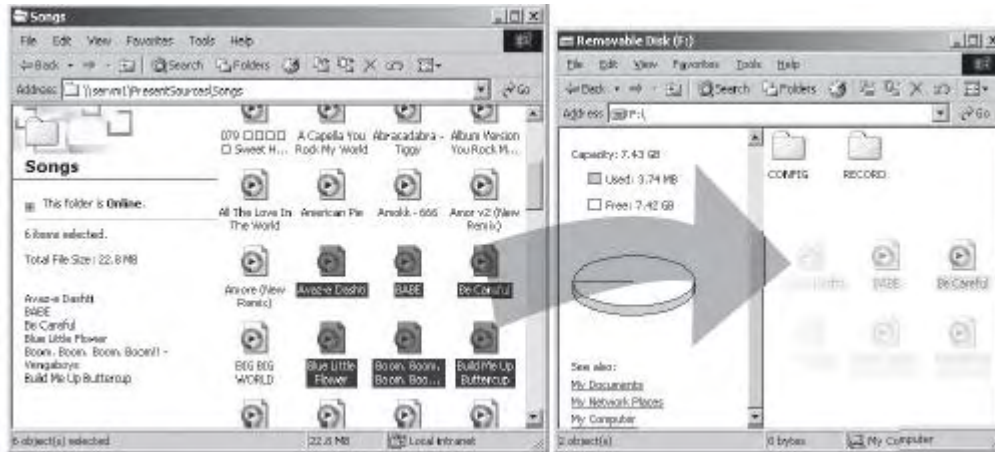 Songs
File Edit View Favorites Tools Help
Back Search Folders
Address \\servml\PresentSources\Songs Go
Songs
This folder is Online.
6 items selected.
Total File Size: 22.8 MB
Avaz-e Dashti
BABE
Be Careful
Blue Little Flower
Boom, Boom, Boom, Boom!! -
Vengaboys
Build Me Up Buttercup
079 □□□□ A Capella You Abracadabra - Album Version
□ Sweet H... Rock My World Tiggy You Rock M...
All The Love In American Pie Amokk - 666 Amor v2 (New
The World Remix)
Amore (New Avaz-e Dashti BABE Be Careful
Remix)
BIG BIG Blue Little Boom, Boom, Build Me Up
WORLD Flower Boom, Boo... Buttercup
6 object(s) selected 22.8 MB Local intranet
Removable Disk (F:)
File Edit View Favorites Tools Help
Back Search Folders
Address F:\ Go
Capacity: 7.43 GB
Used: 3.74 MB
Free: 7.42 GB
See also:
My Documents
My Network Places
My Computer
CONFIG RECORD
BABE Be Careful
2 object(s) 0 bytes My Computer